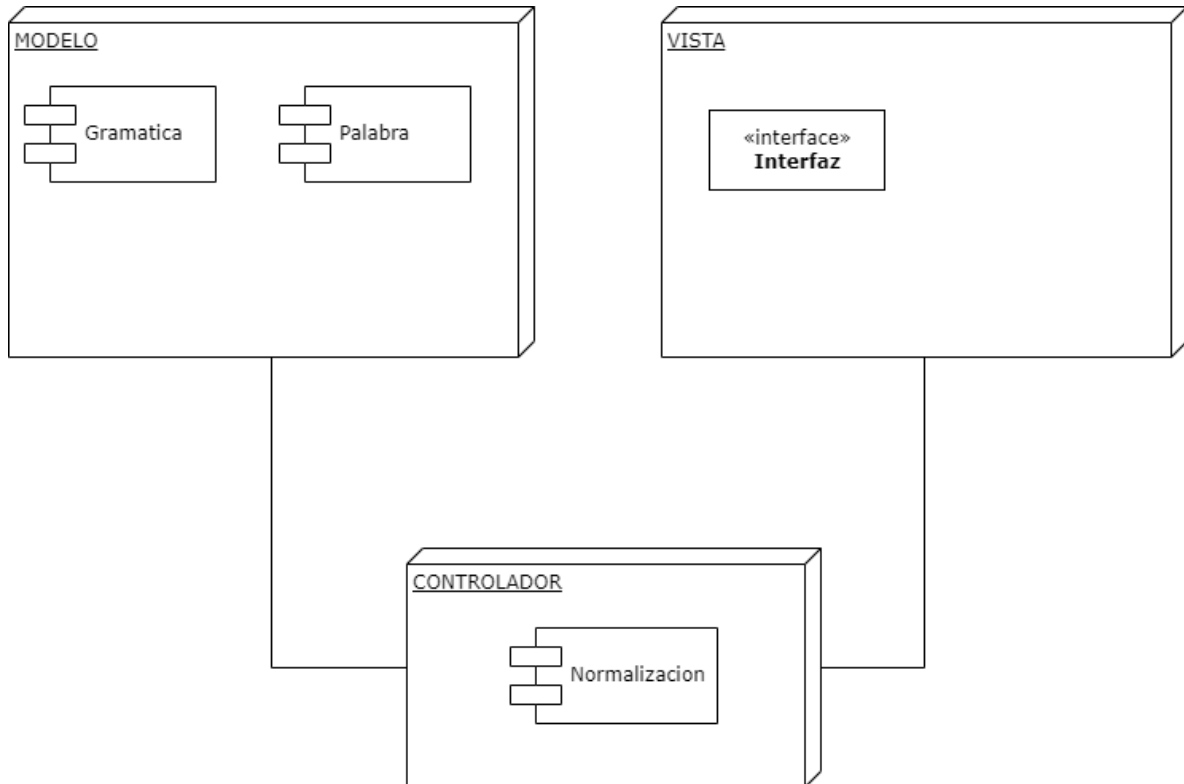 MODELO
Gramatica
Palabra
VISTA
«interface»
Interfaz
CONTROLADOR
Normalizacion